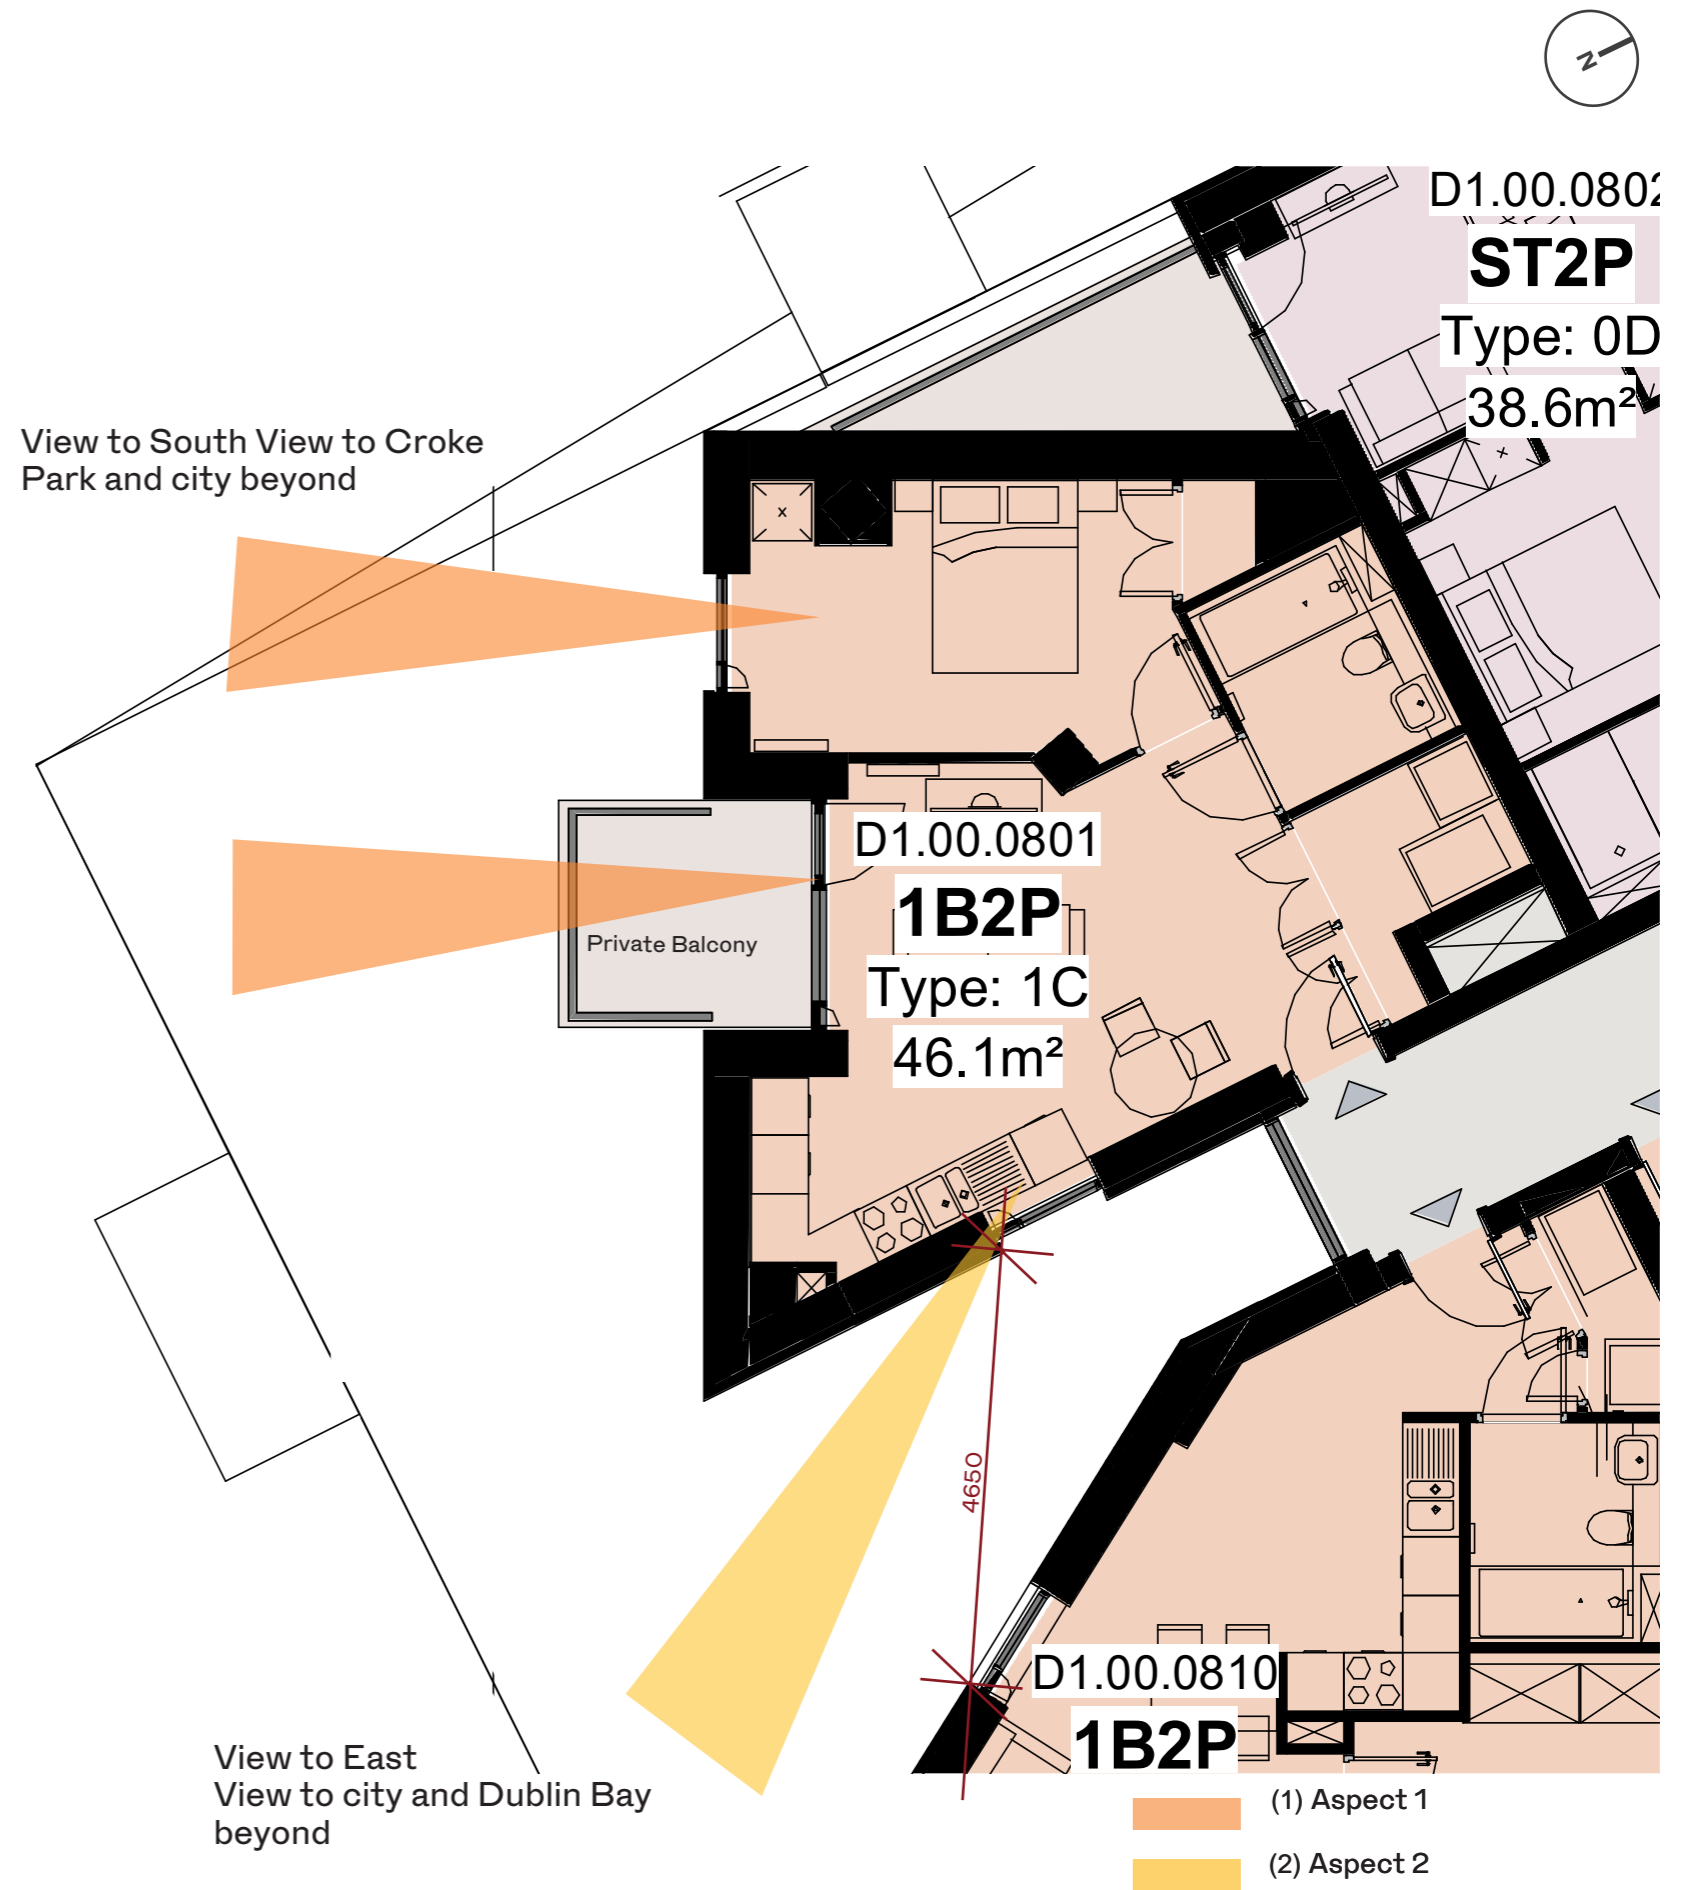 N
D1.00.0802
ST2P
Type: 0D
38.6m²
View to South View to Croke
Park and city beyond
D1.00.0801
1B2P
Type: 1C
46.1m²
Private Balcony
4650
D1.00.0810
1B2P
View to East
View to city and Dublin Bay
beyond
(1) Aspect 1
(2) Aspect 2